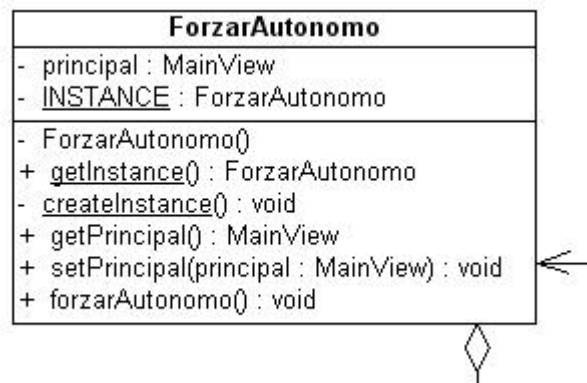 ForzarAutonomo
- principal : MainView
- INSTANCE : ForzarAutonomo
- ForzarAutonomo()
+ getInstance() : ForzarAutonomo
- createInstance() : void
+ getPrincipal() : MainView
+ setPrincipal(principal : MainView) : void
+ forzarAutonomo() : void